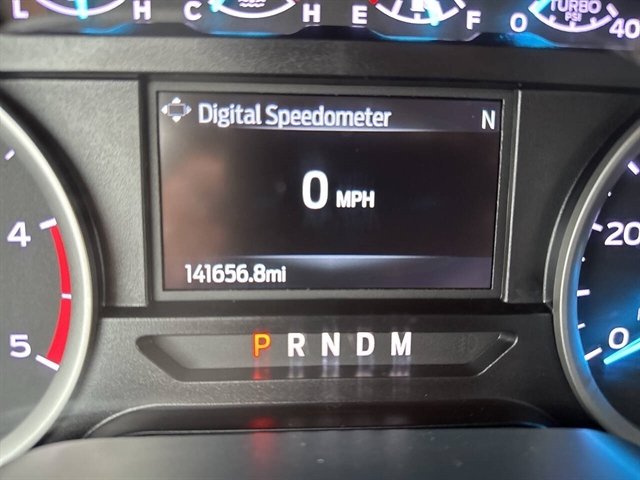 L H C H E F 0 TURBO PSI 40
Digital Speedometer N
0 MPH
141656.8mi
4
5
20
0
P R N D M